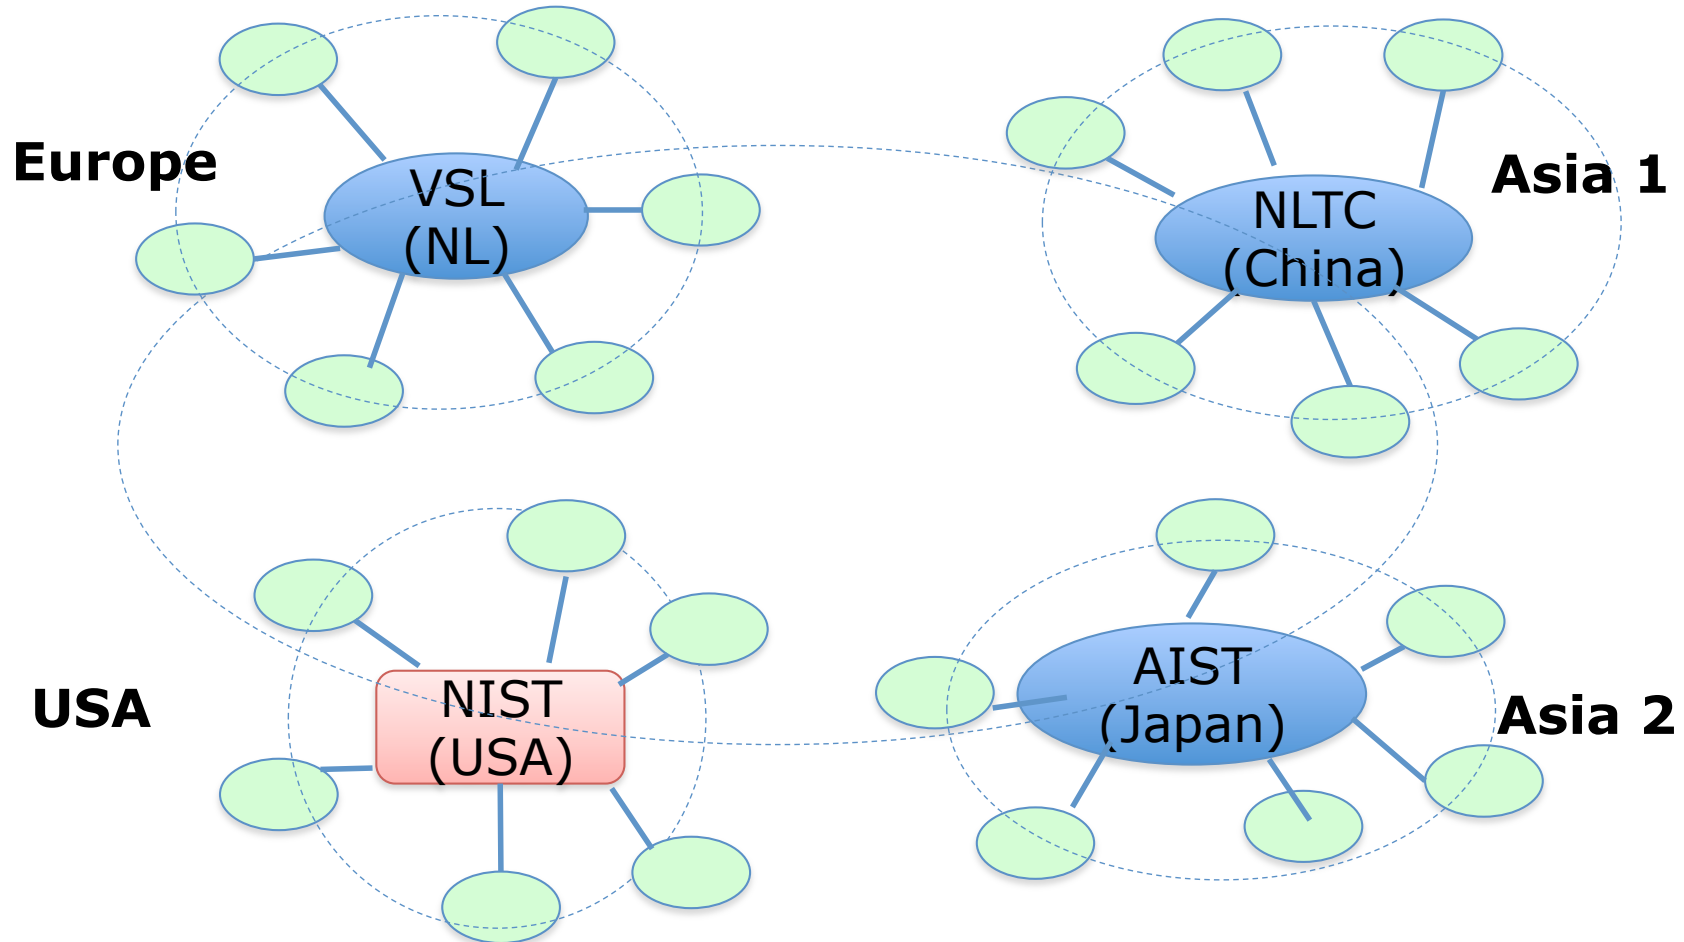 Europe
VSL
(NL)
NLTC
(China)
Asia 1
USA
NIST
(USA)
AIST
(Japan)
Asia 2